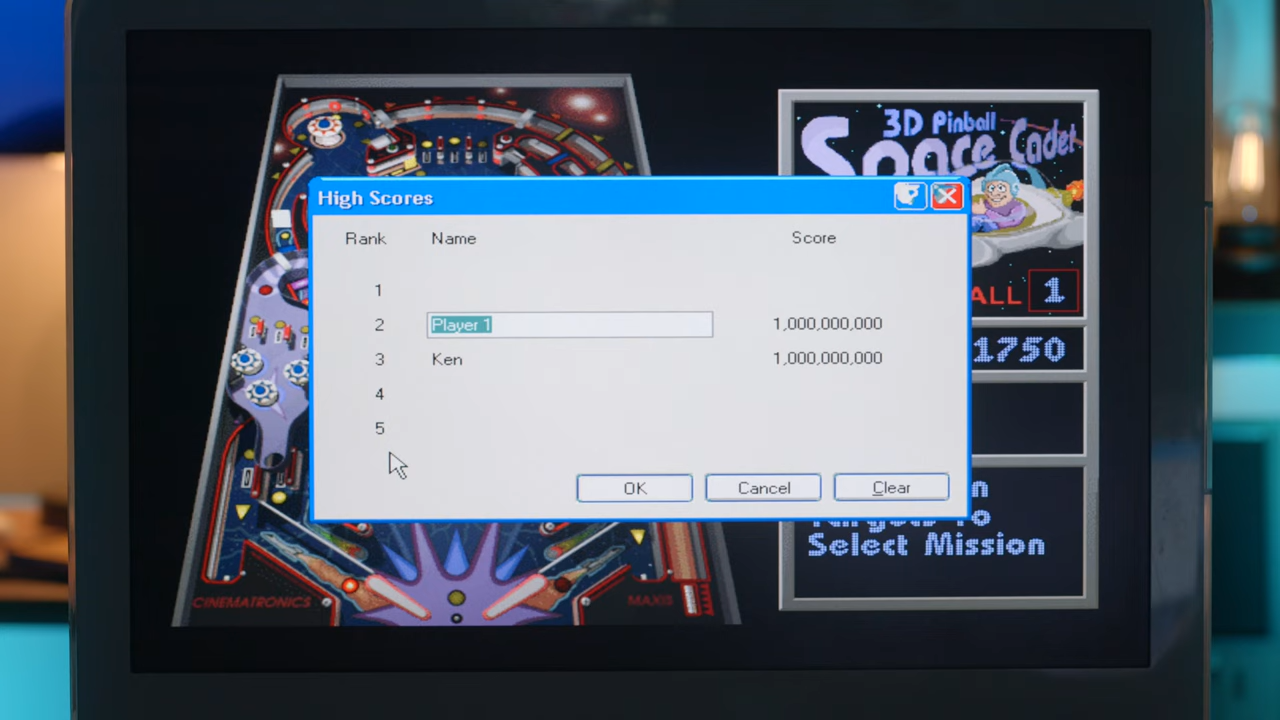 3D Pinball
Space Cadet
High Scores
Rank Name Score
1
2 Player 1 1,000,000,000
3 Ken 1,000,000,000
4
5
OK Cancel Clear
1
1750
To
Select Mission
CINEMATRONICS
MAXIS